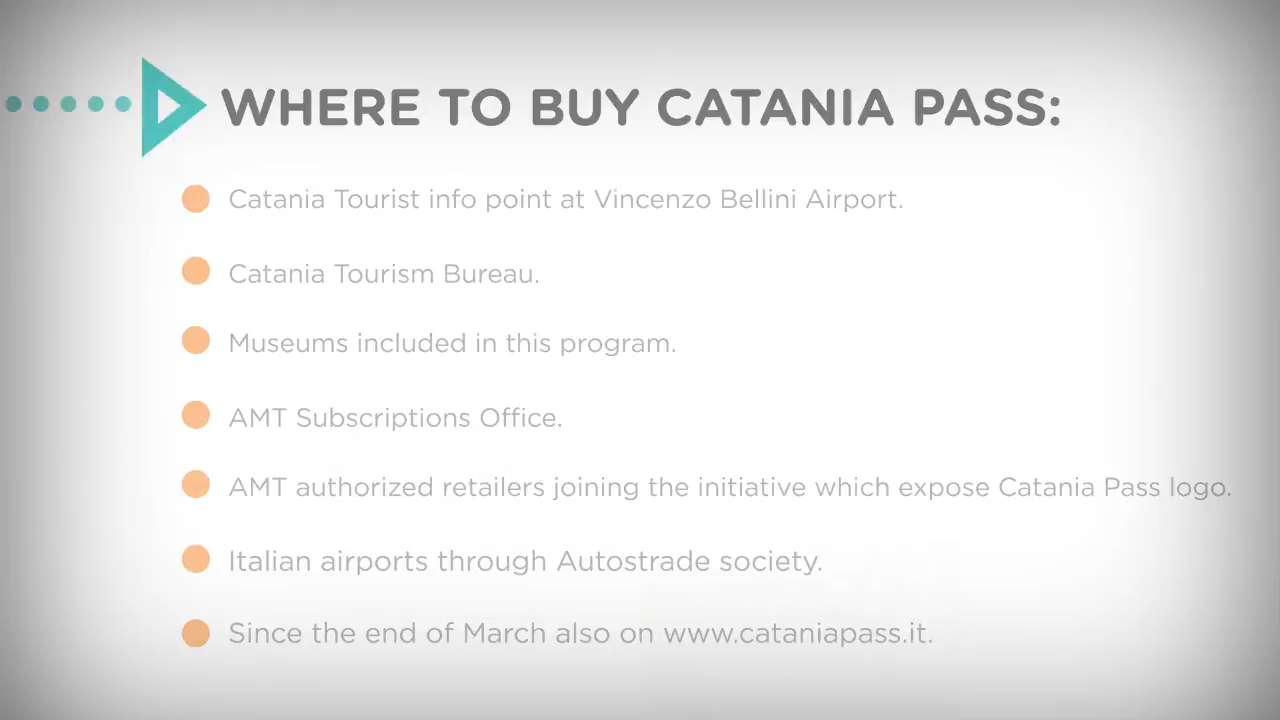 WHERE TO BUY CATANIA PASS:
Catania Tourist info point at Vincenzo Bellini Airport.
Catania Tourism Bureau.
Museums included in this program.
AMT Subscriptions Office.
AMT authorized retailers joining the initiative which expose Catania Pass logo.
Italian airports through Autostrade society.
Since the end of March also on www.cataniapass.it.